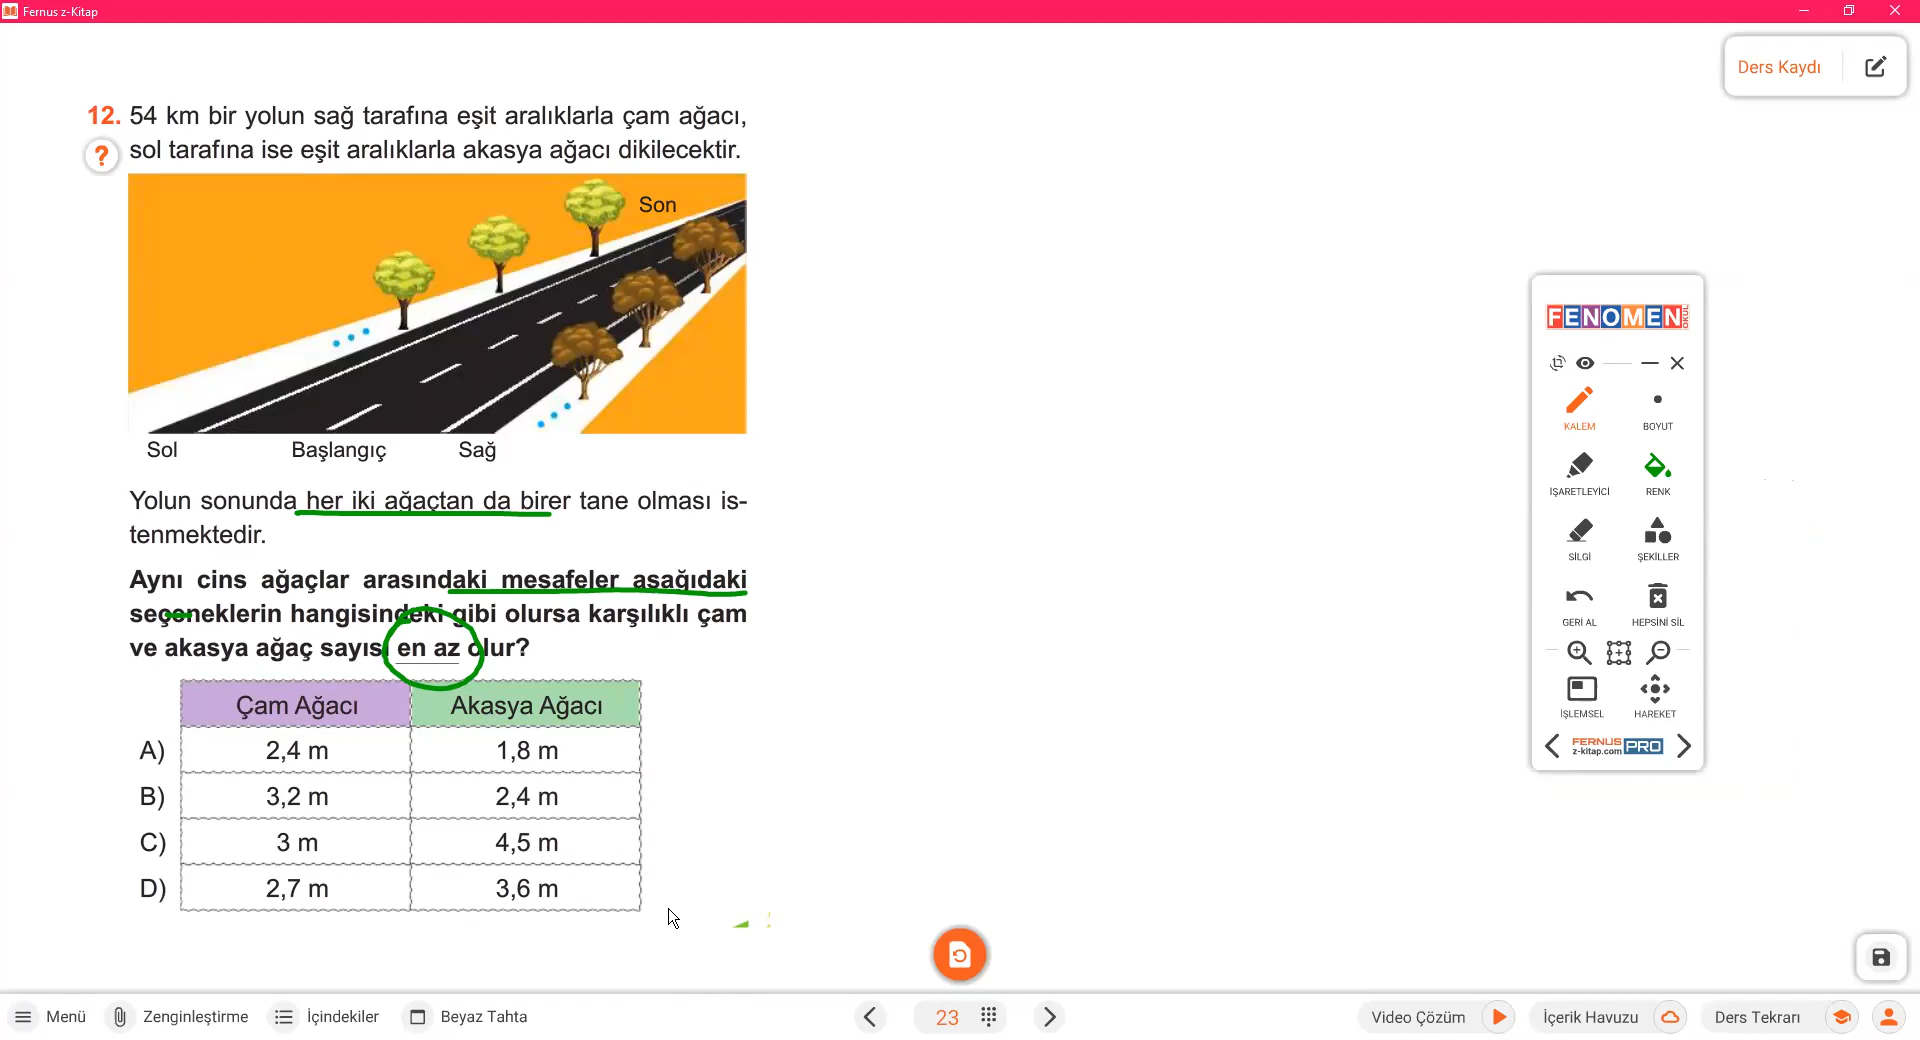 Fernus z-Kitap
Ders Kaydı
12. 54 km bir yolun sağ tarafına eşit aralıklarla çam ağacı,
? sol tarafına ise eşit aralıklarla akasya ağacı dikilecektir.
Son
Sol Başlangıç Sağ
Yolun sonunda her iki ağaçtan da birer tane olması is-
tenmektedir.
Aynı cins ağaçlar arasındaki mesafeler aşağıdaki
seçeneklerin hangisindeki gibi olursa karşılıklı çam
ve akasya ağaç sayısı en az olur?
Çam Ağacı Akasya Ağacı
A) 2,4 m 1,8 m
B) 3,2 m 2,4 m
C) 3 m 4,5 m
D) 2,7 m 3,6 m
FENOMEN OKUL
KALEM BOYUT
İŞARETLEYİCİ RENK
SİLGİ ŞEKİLLER
GERİ AL HEPSİNİ SİL
İŞLEMSEL HAREKET
FERNUS PRO
z-kitap.com
Menü Zenginleştirme İçindekiler Beyaz Tahta 23 Video Çözüm İçerik Havuzu Ders Tekrarı